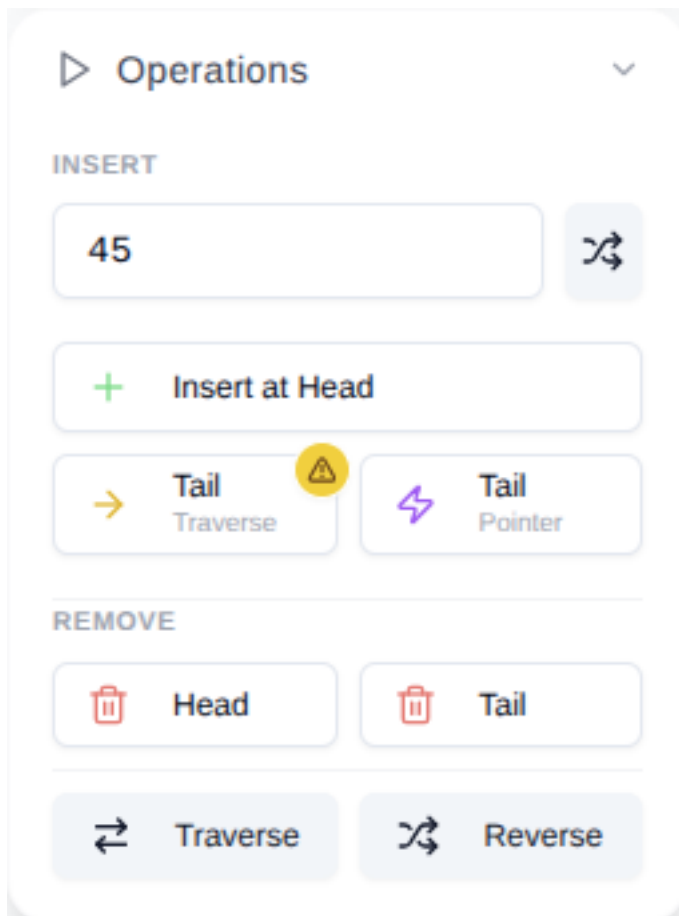 Operations
INSERT
45
Insert at Head
Tail
Traverse
Tail
Pointer
REMOVE
Head
Tail
Traverse
Reverse